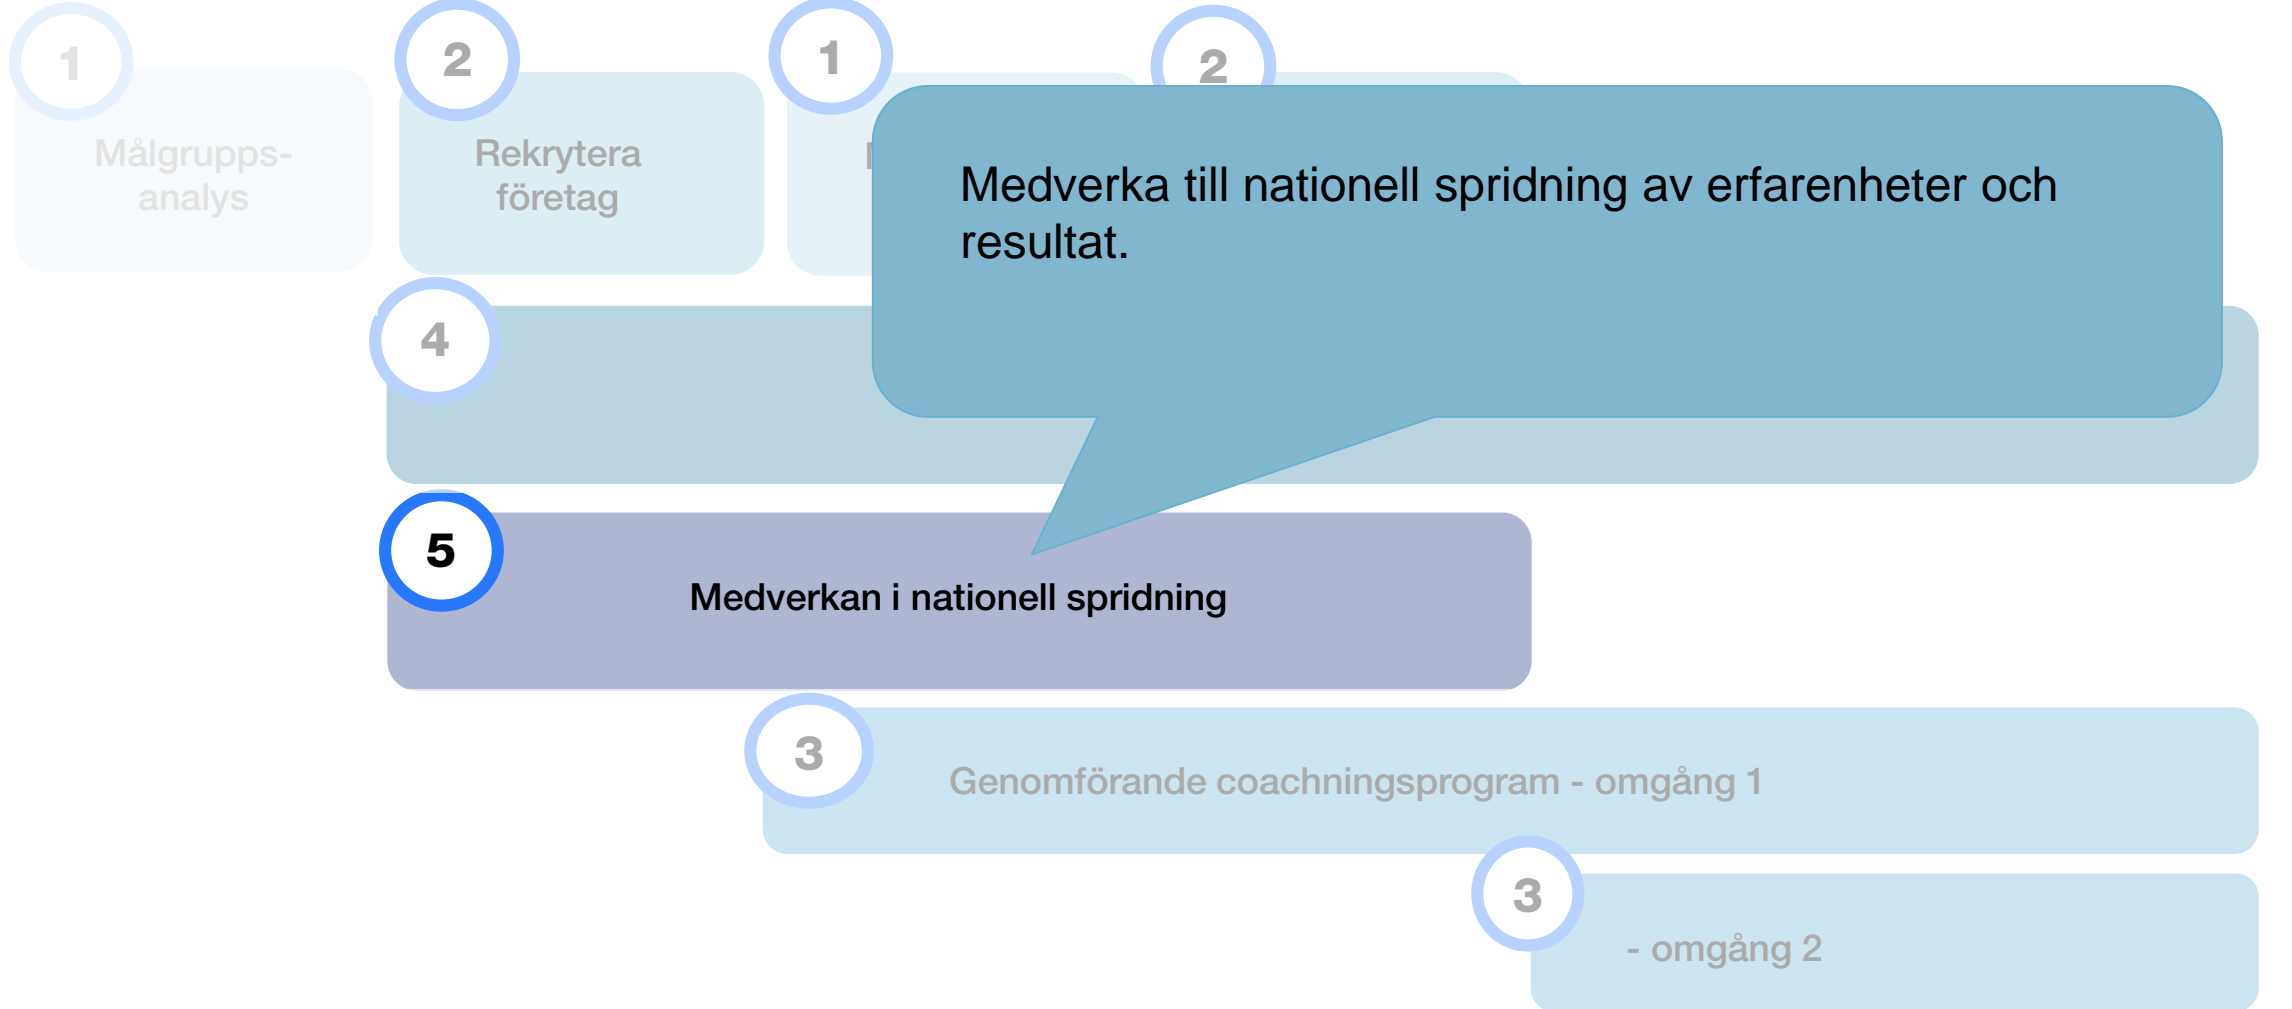 1
2
1
2
Målgrupps-
analys
Rekrytera
företag
Medverka till nationell spridning av erfarenheter och
resultat.
4
5
Medverkan i nationell spridning
3
Genomförande coachningsprogram - omgång 1
3
- omgång 2